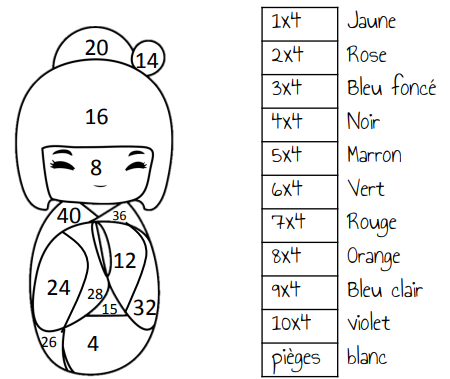 20
14
16
8
40
36
12
24
28
15
32
26
4
1x4 Jaune
2x4 Rose
3x4 Bleu foncé
4x4 Noir
5x4 Marron
6x4 Vert
7x4 Rouge
8x4 Orange
9x4 Bleu clair
10x4 violet
pièges blanc